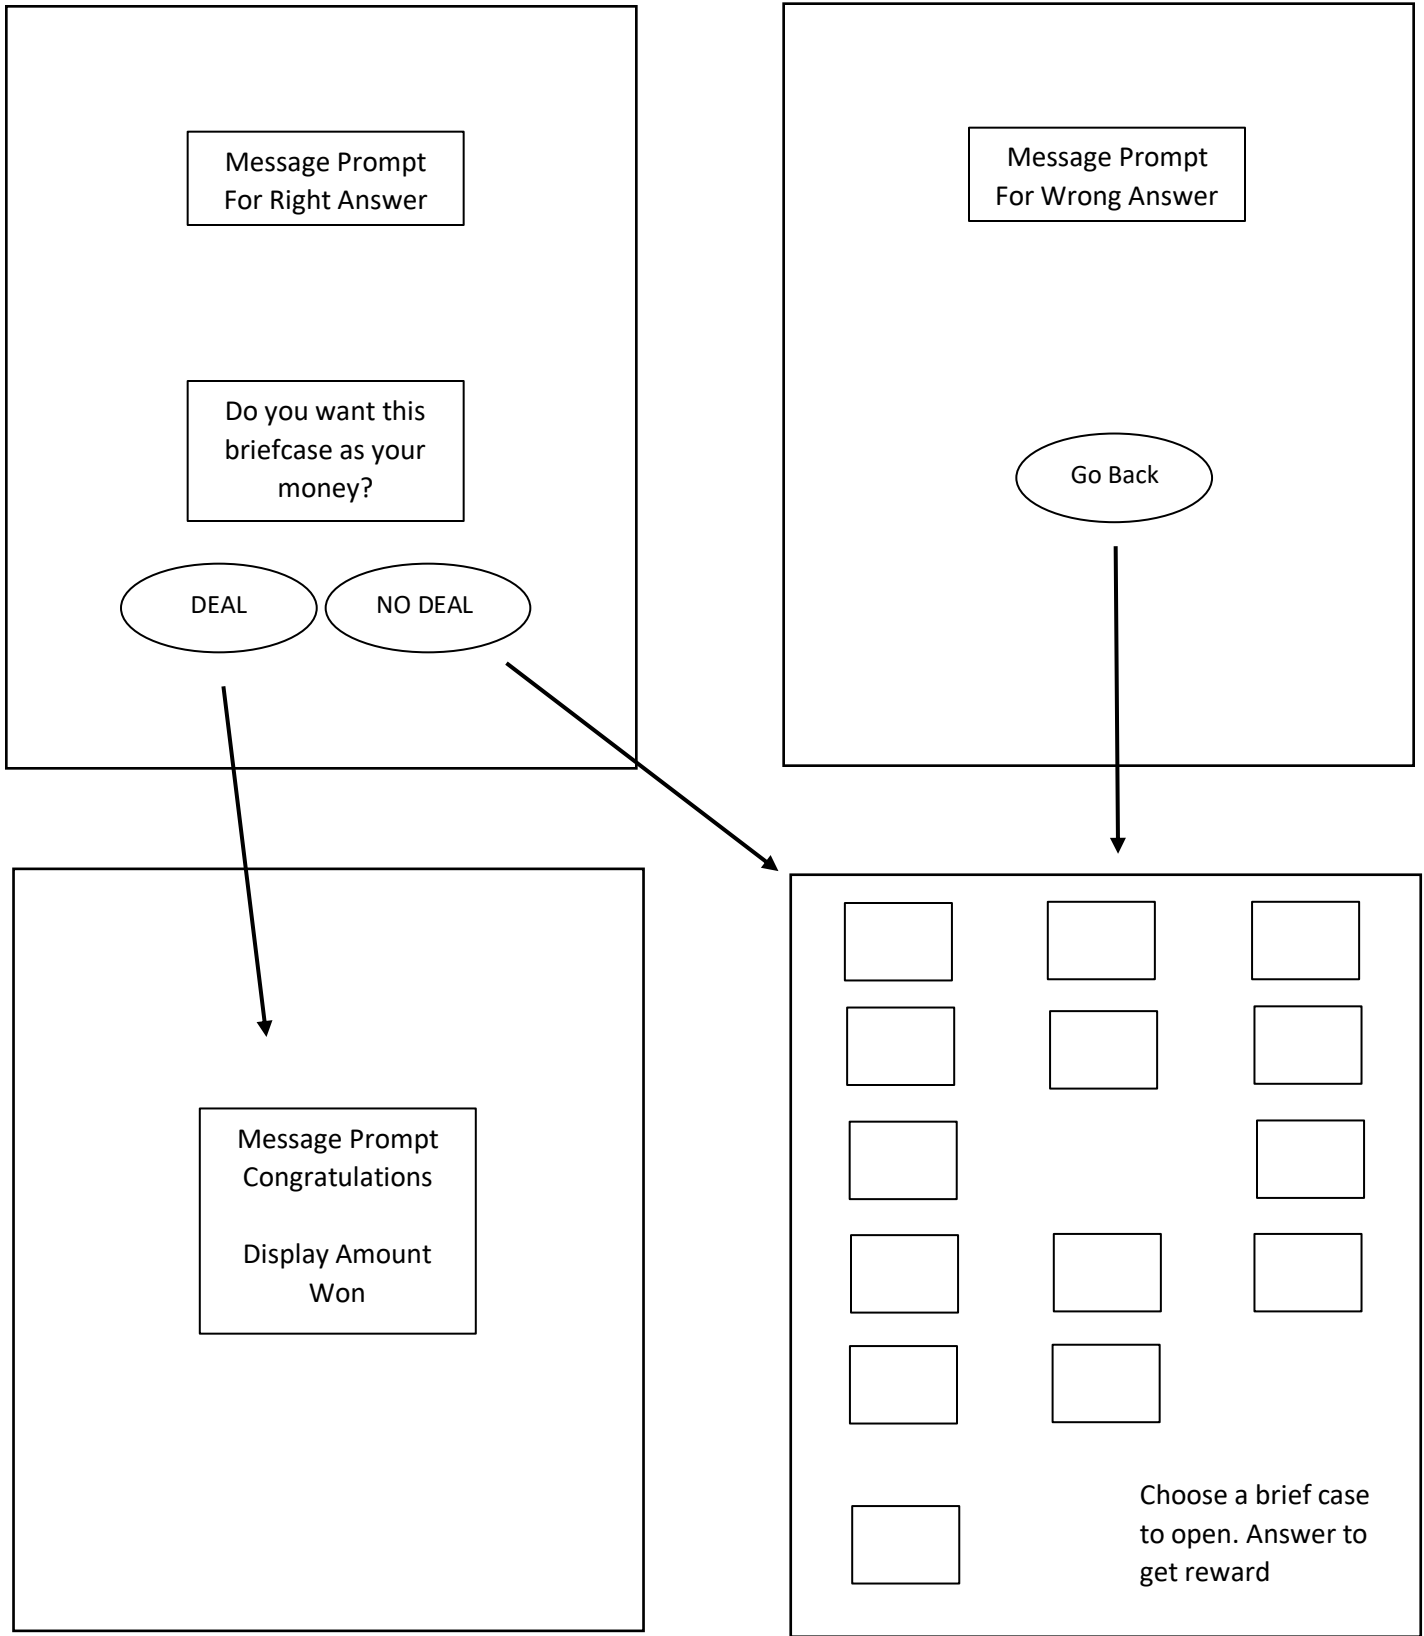 Message Prompt
For Right Answer
Do you want this
briefcase as your
money?
DEAL
NO DEAL
Message Prompt
For Wrong Answer
Go Back
Message Prompt
Congratulations
Display Amount
Won
Choose a brief case
to open. Answer to
get reward